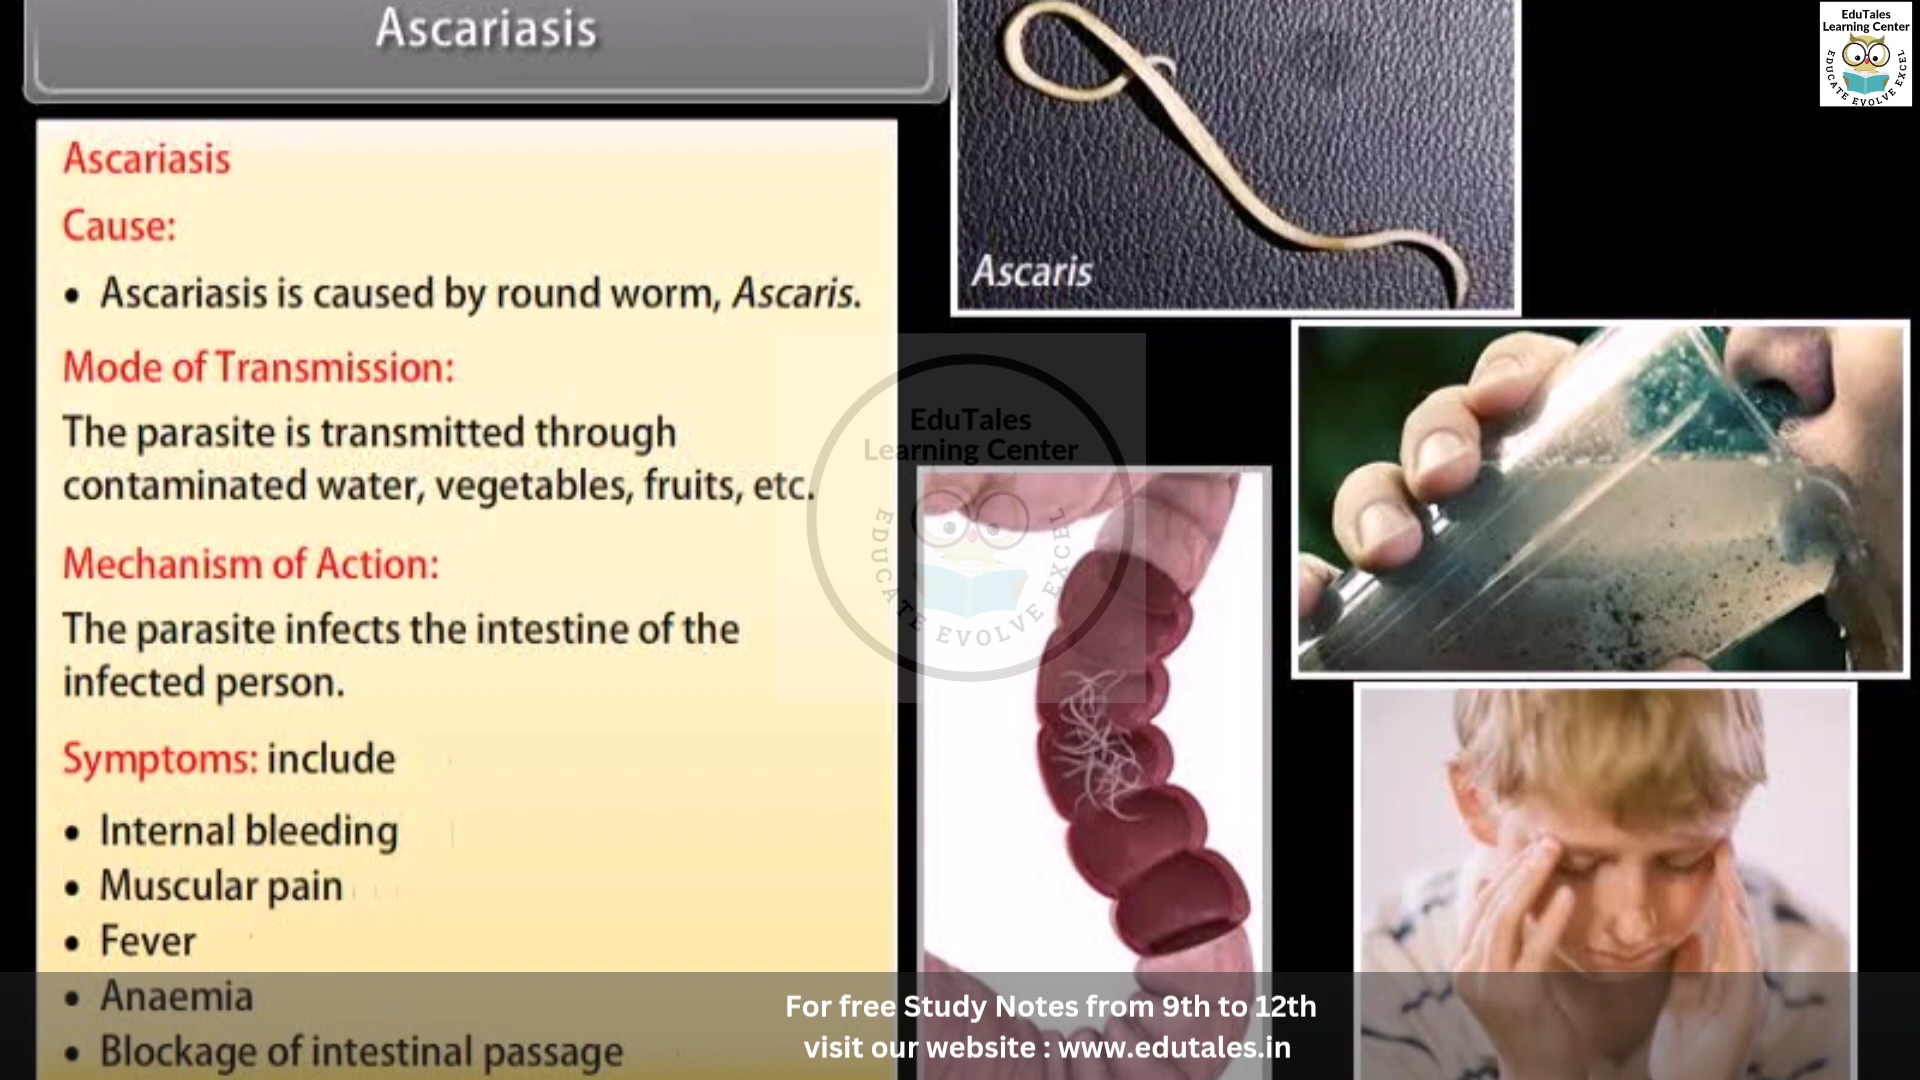 Ascariasis
EduTales
Learning Center
EDUCATE EVOLVE EXCEL
Ascariasis
Cause:
• Ascariasis is caused by round worm, Ascaris.
Mode of Transmission:
The parasite is transmitted through
contaminated water, vegetables, fruits, etc.
Mechanism of Action:
The parasite infects the intestine of the
infected person.
Symptoms: include
• Internal bleeding
• Muscular pain
• Fever
• Anaemia
• Blockage of intestinal passage
Ascaris
EduTales
Learning Center
EDUCATE EVOLVE EXCEL
For free Study Notes from 9th to 12th
visit our website : www.edutales.in